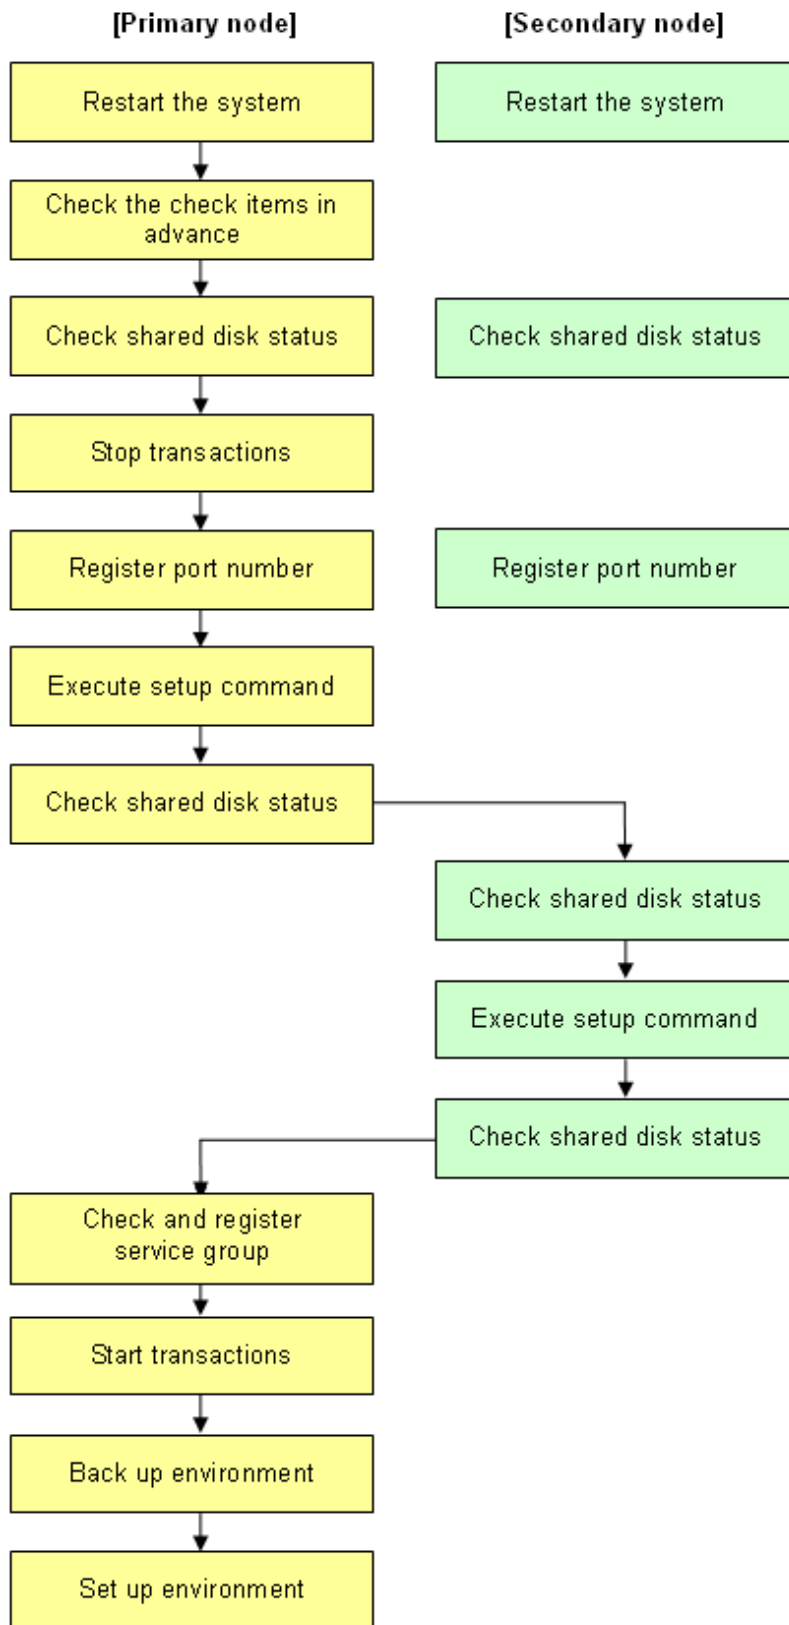 [Primary node]
[Secondary node]
Restart the system
Restart the system
Check the check items in
advance
Check shared disk status
Check shared disk status
Stop transactions
Register port number
Register port number
Execute setup command
Check shared disk status
Check shared disk status
Execute setup command
Check shared disk status
Check and register
service group
Start transactions
Back up environment
Set up environment